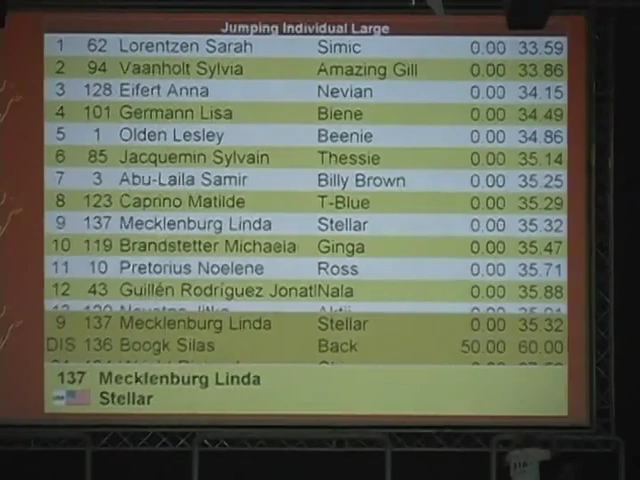 Jumping Individual Large
1 62 Lorentzen Sarah Simic 0.00 33.59
2 94 Vaanholt Sylvia Amazing Gill 0.00 33.86
3 128 Eifert Anna Nevian 0.00 34.15
4 101 Germann Lisa Biene 0.00 34.49
5 1 Olden Lesley Beenie 0.00 34.86
6 85 Jacquemin Sylvain Thessie 0.00 35.14
7 3 Abu-Laila Samir Billy Brown 0.00 35.25
8 123 Caprino Matilde T-Blue 0.00 35.29
9 137 Mecklenburg Linda Stellar 0.00 35.32
10 119 Brandstetter Michaela Ginga 0.00 35.47
11 10 Pretorius Noelene Ross 0.00 35.71
12 43 Guillén Rodríguez Jonatl Nala 0.00 35.88
9 137 Mecklenburg Linda Stellar 0.00 35.32
DIS 136 Boogk Silas Back 50.00 60.00
137 Mecklenburg Linda
Stellar